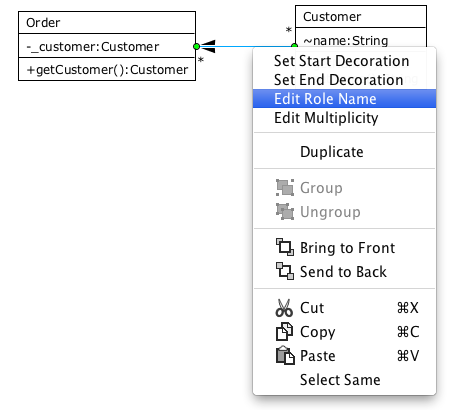 Order
-_customer:Customer
+getCustomer():Customer
*
*
Customer
~name:String
Set Start Decoration
Set End Decoration
Edit Role Name
Edit Multiplicity
Duplicate
Group
Ungroup
Bring to Front
Send to Back
Cut ⌘X
Copy ⌘C
Paste ⌘V
Select Same